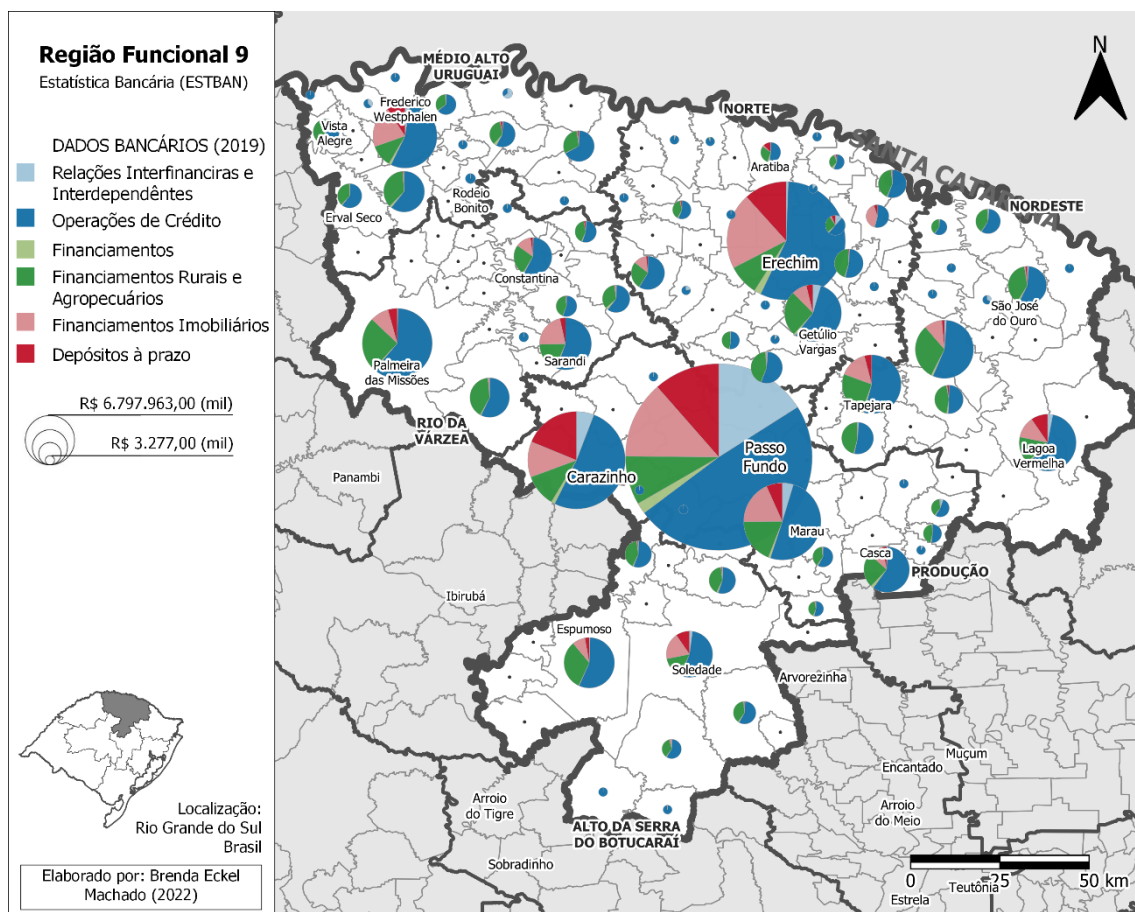 Região Funcional 9
Estatística Bancária (ESTBAN)
DADOS BANCÁRIOS (2019)
Relações Interfinanciras e
Interdependêntes
Operações de Crédito
Financiamentos
Financiamentos Rurais e
Agropecuários
Financiamentos Imobiliários
Depósitos à prazo
R$ 6.797.963,00 (mil)
R$ 3.277,00 (mil)
Localização:
Rio Grande do Sul
Brasil
Elaborado por: Brenda Eckel
Machado (2022)
N
MÉDIO ALTO
URUGUAI
Frederico
Westphalen
Vista
Alegre
Rodeio
Bonito
Erval Seco
NORTE
SANTA CATARINA
Aratiba
NORDESTE
Erechim
Constantina
São José
do Ouro
Getúlio
Vargas
Palmeira
das Missões
Sarandi
Tapejara
RIO DA
VÁRZEA
Passo
Fundo
Lagoa
Vermelha
Carazinho
Panambi
Marau
Casca
PRODUÇÃO
Ibirubá
Espumoso
Soledade
Arvorezinha
Muçum
Encantado
Arroio
do Tigre
Arroio
do Meio
ALTO DA SERRA
DO BOTUCARAÍ
Sobradinho
0 25 50 km
Teutônia
Estrela